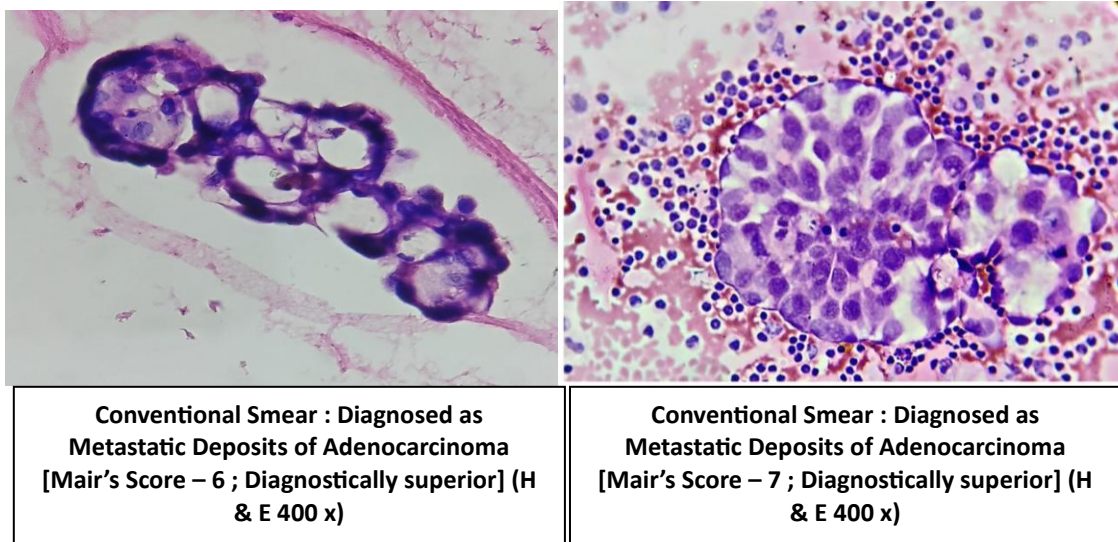 Conventional Smear : Diagnosed as
Metastatic Deposits of Adenocarcinoma
[Mair’s Score – 6 ; Diagnostically superior] (H
& E 400 x)
Conventional Smear : Diagnosed as
Metastatic Deposits of Adenocarcinoma
[Mair’s Score – 7 ; Diagnostically superior] (H
& E 400 x)